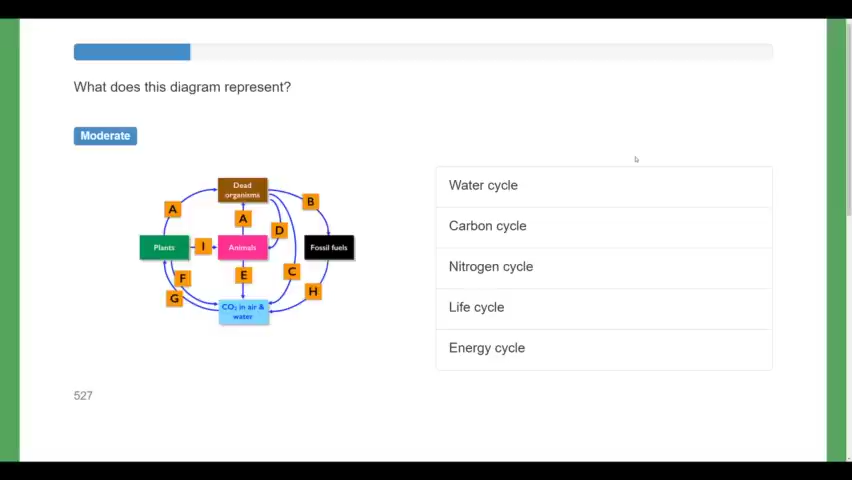 What does this diagram represent?
Moderate
Dead
organisms
A
B
A
D
Plants
I
Animals
Fossil fuels
F
E
C
G
H
CO₂ in air &
water
Water cycle
Carbon cycle
Nitrogen cycle
Life cycle
Energy cycle
527